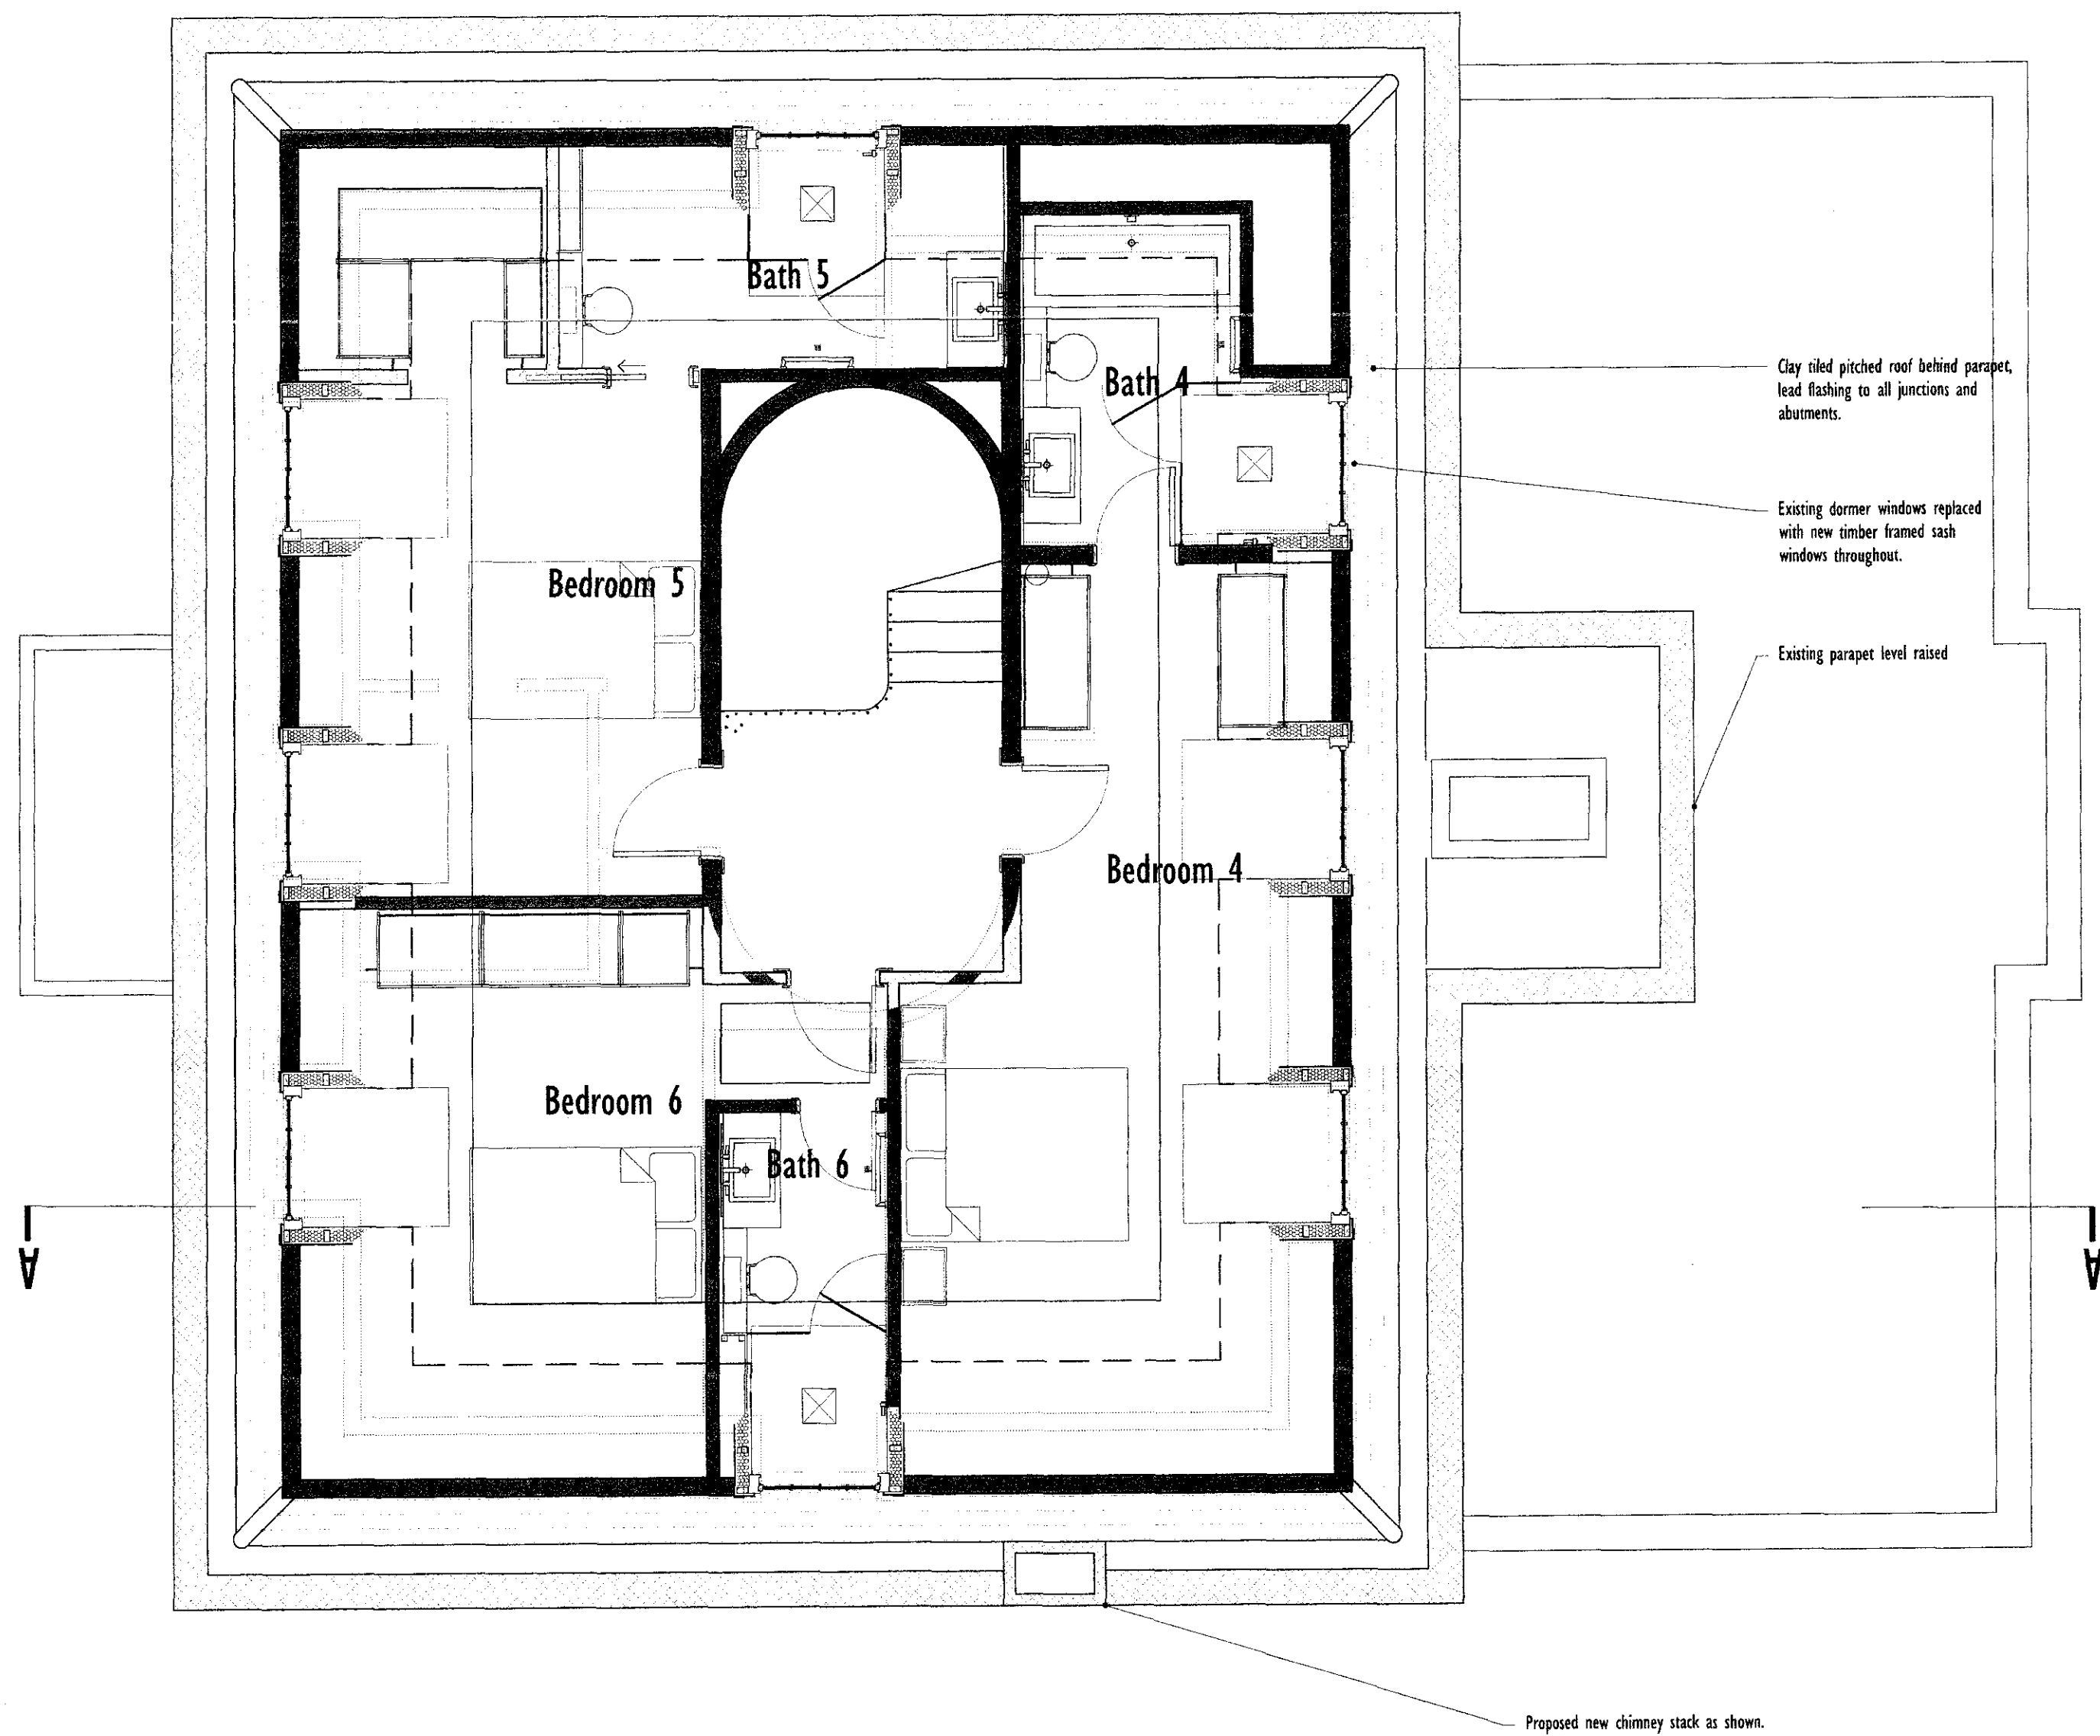 Bath 5
Bath 4
Clay tiled pitched roof behind parapet,
lead flashing to all junctions and
abutments.
Existing dormer windows replaced
with new timber framed sash
windows throughout.
Bedroom 5
Existing parapet level raised
Bedroom 4
Bedroom 6
Bath 6
A
A
Proposed new chimney stack as shown.